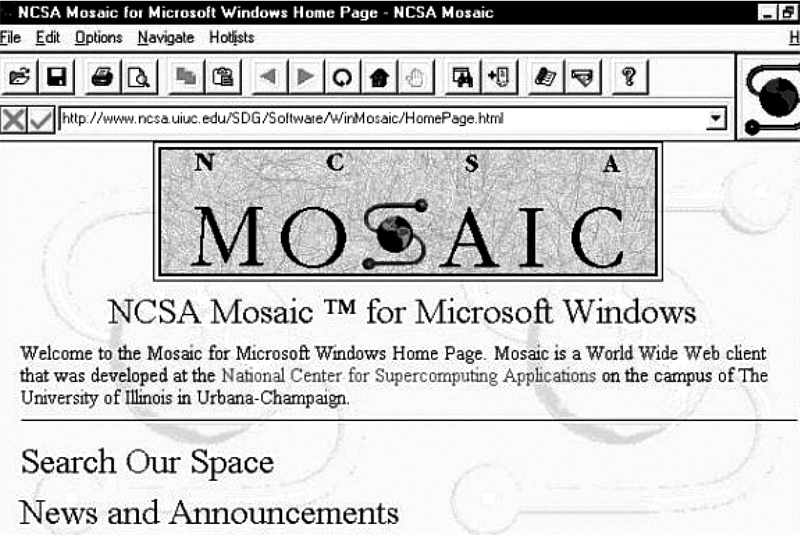 NCSA Mosaic for Microsoft Windows Home Page - NCSA Mosaic
File Edit Options Navigate Hotlists H
http://www.ncsa.uiuc.edu/SDG/Software/WinMosaic/HomePage.html
N C S A
MOSAIC
NCSA Mosaic ™ for Microsoft Windows
Welcome to the Mosaic for Microsoft Windows Home Page. Mosaic is a World Wide Web client
that was developed at the National Center for Supercomputing Applications on the campus of The
University of Illinois in Urbana-Champaign.
Search Our Space
News and Announcements